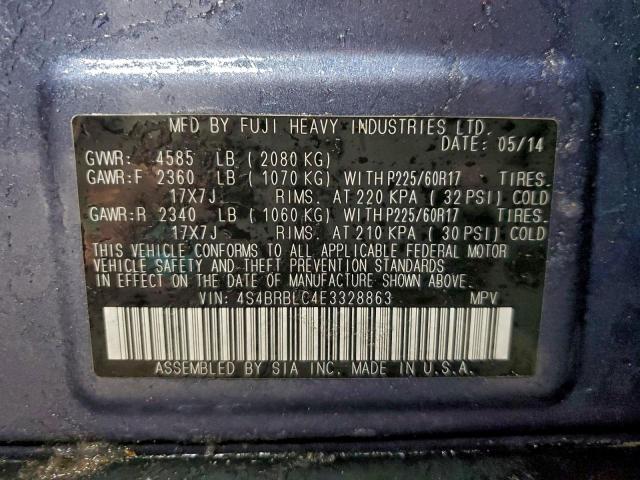 MFD BY FUJI HEAVY INDUSTRIES LTD.
DATE: 05/14
GVWR: 4585 LB ( 2080 KG)
GAWR:F 2360 LB ( 1070 KG) WITH P225/60R17 TIRES.
17X7J RIMS. AT 220 KPA ( 32 PSI) COLD
GAWR:R 2340 LB ( 1060 KG) WITH P225/60R17 TIRES.
17X7J RIMS. AT 210 KPA ( 30 PSI) COLD
THIS VEHICLE CONFORMS TO ALL APPLICABLE FEDERAL MOTOR
VEHICLE SAFETY AND THEFT PREVENTION STANDARDS
IN EFFECT ON THE DATE OF MANUFACTURE SHOWN ABOVE.
VIN: 4S4BRBLC4E3328863 MPV
ASSEMBLED BY SIA INC. MADE IN U.S.A.